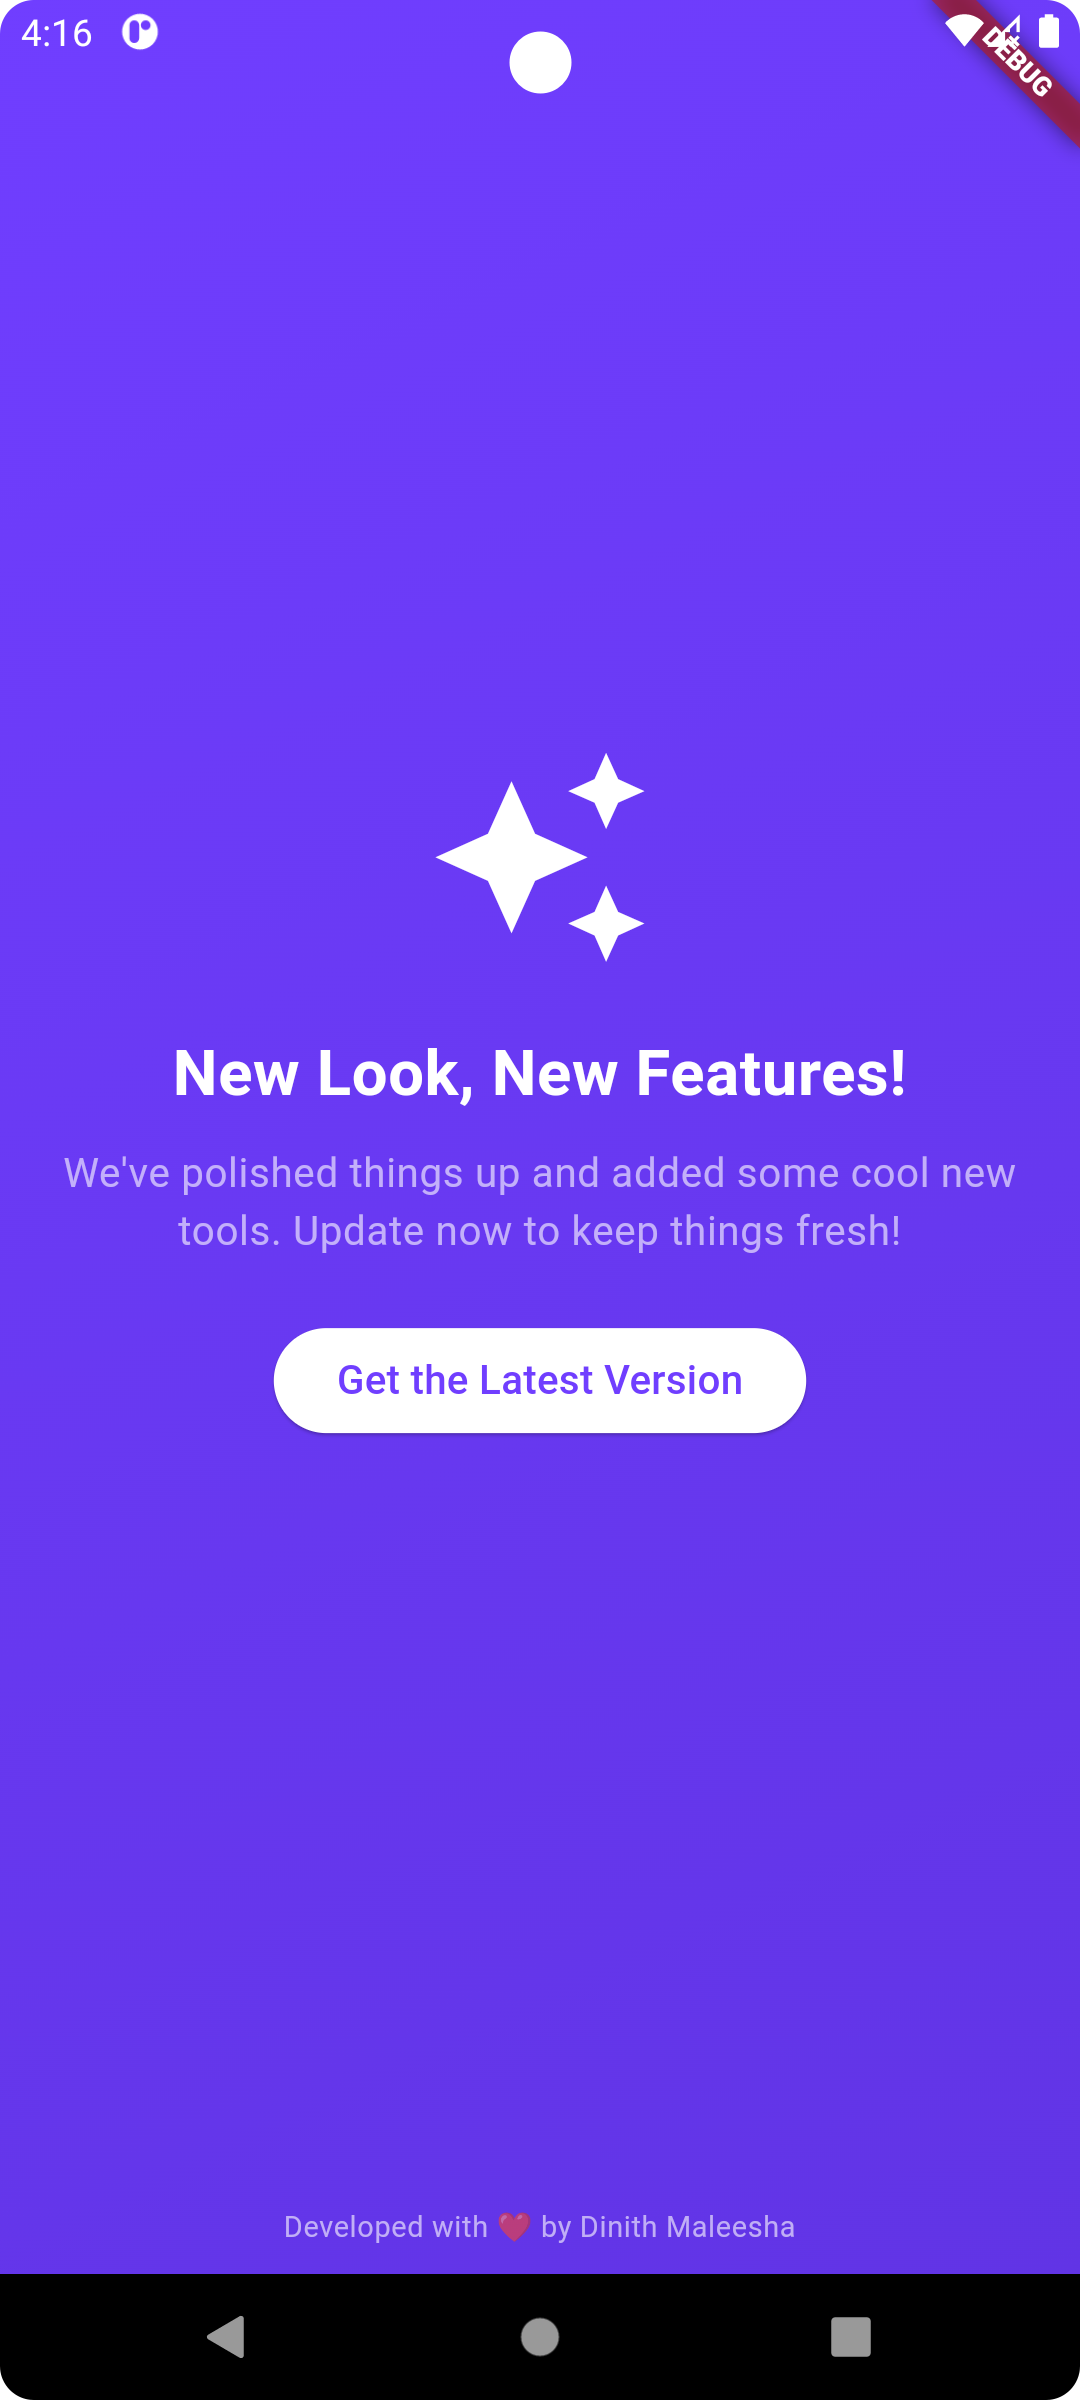 4:16
DEBUG
New Look, New Features!
We've polished things up and added some cool new
tools. Update now to keep things fresh!
Get the Latest Version
Developed with ❤️ by Dinith Maleesha